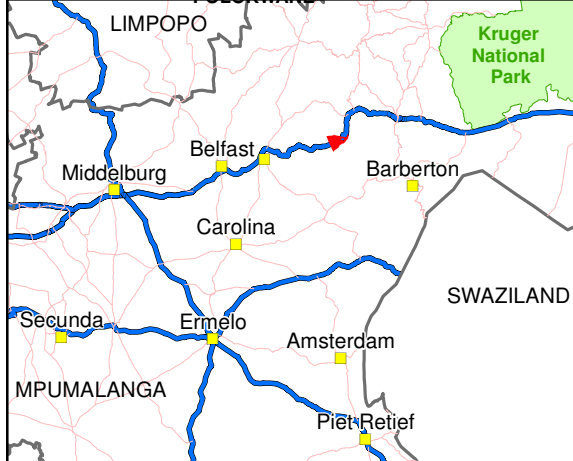 LIMPOPO
Kruger
National
Park
Belfast
Middelburg
Barberton
Carolina
SWAZILAND
Secunda
Ermelo
Amsterdam
MPUMALANGA
Piet Retief